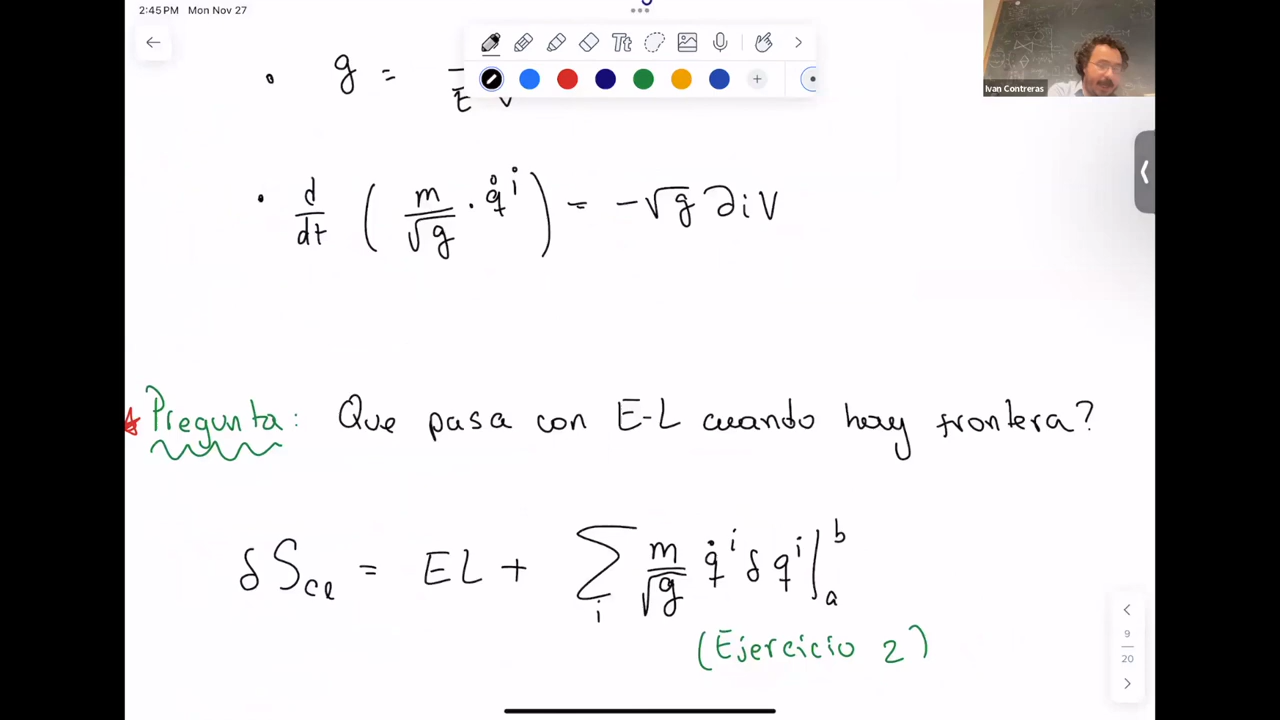 2:45 PM Mon Nov 27
Tt
Ivan Contreras
• g =
E
• d/dt ( m/√g · q̇^i ) = -√g ∂i V
Pregunta: Que pasa con E-L cuando hay frontera?
δS_cl = EL + ∑_i m/√g q̇^i δq^i |_a^b
(Ejercicio 2)
9
20